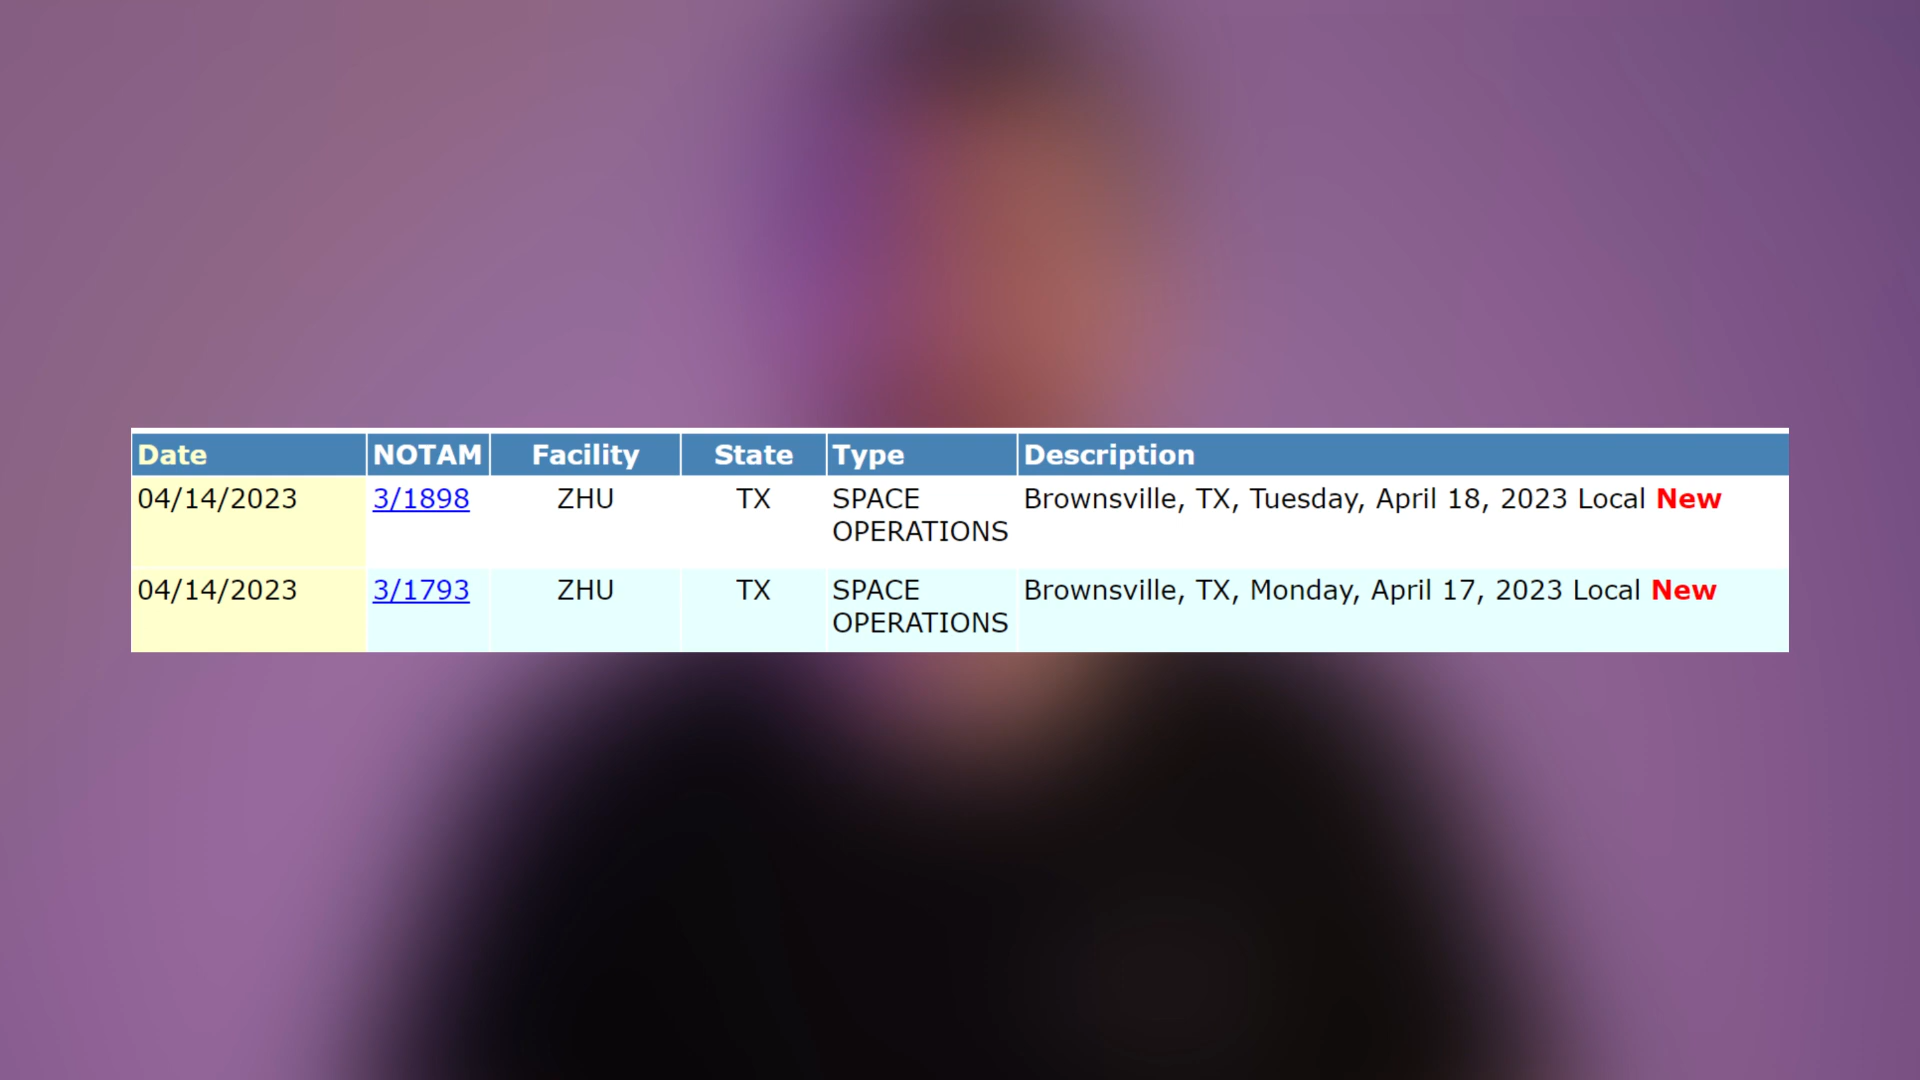 Date NOTAM Facility State Type Description
04/14/2023 3/1898 ZHU TX SPACE OPERATIONS Brownsville, TX, Tuesday, April 18, 2023 Local New
04/14/2023 3/1793 ZHU TX SPACE OPERATIONS Brownsville, TX, Monday, April 17, 2023 Local New